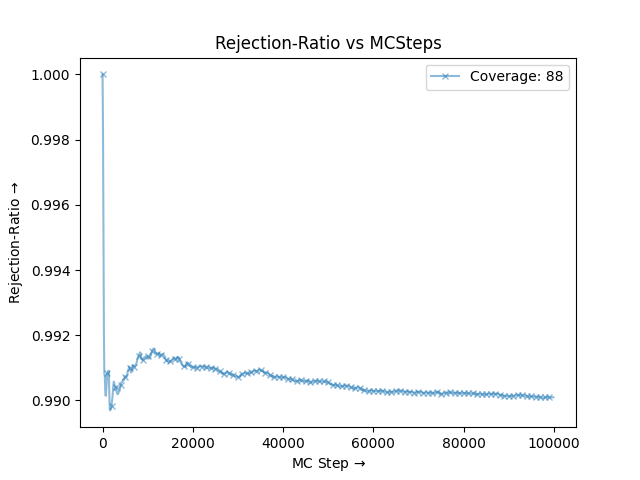 Rejection-Ratio vs MCSteps
Coverage: 88
Rejection-Ratio →
1.000
0.998
0.996
0.994
0.992
0.990
0 20000 40000 60000 80000 100000
MC Step →